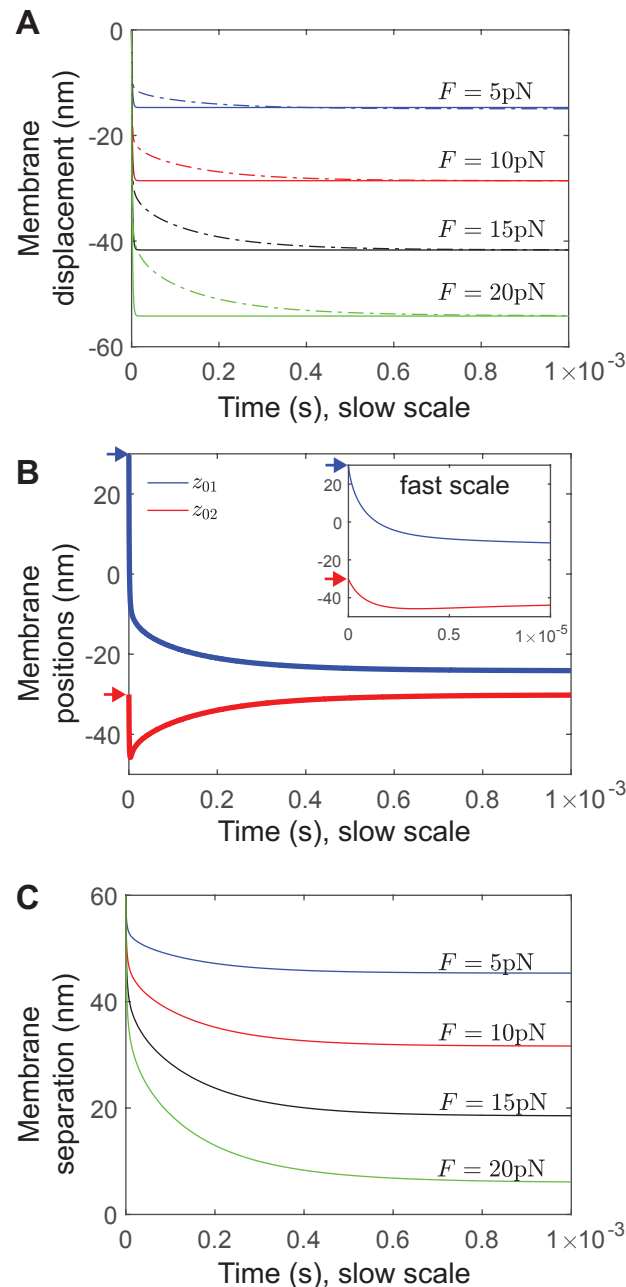 A
Membrane
displacement (nm)
0
-20
-40
-60
F = 5pN
F = 10pN
F = 15pN
F = 20pN
0 0.2 0.4 0.6 0.8 1×10⁻³
Time (s), slow scale
B
Membrane
positions (nm)
20
0
-20
-40
z₀₁
z₀₂
fast scale
20
0
-20
-40
0 0.5 1×10⁻⁵
0 0.2 0.4 0.6 0.8 1×10⁻³
Time (s), slow scale
C
Membrane
separation (nm)
60
40
20
0
F = 5pN
F = 10pN
F = 15pN
F = 20pN
0 0.2 0.4 0.6 0.8 1×10⁻³
Time (s), slow scale